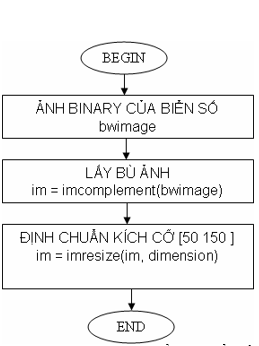 BEGIN
ẢNH BINARY CỦA BIỂN SỐ
bwimage
LẤY BÙ ẢNH
im = imcomplement(bwimage)
ĐỊNH CHUẨN KÍCH CỠ [50 150 ]
im = imresize(im, dimension)
END